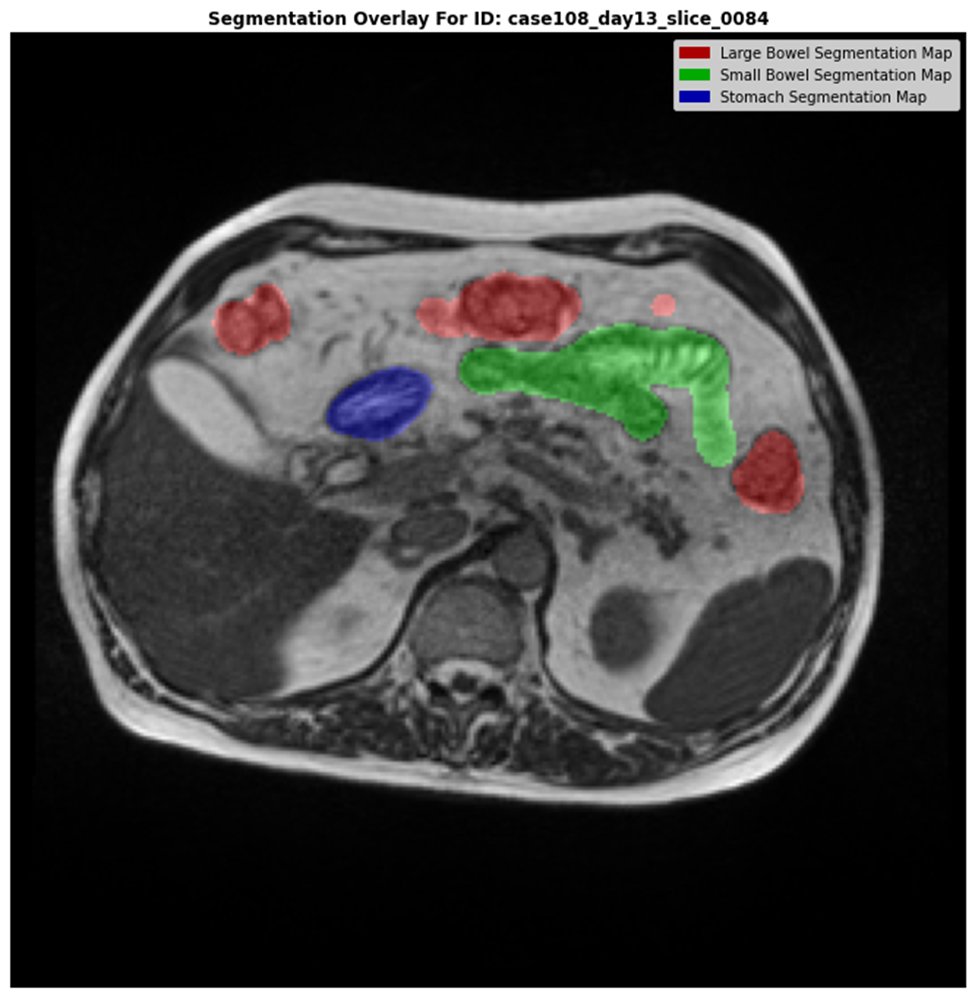 Segmentation Overlay For ID: case108_day13_slice_0084
Large Bowel Segmentation Map
Small Bowel Segmentation Map
Stomach Segmentation Map